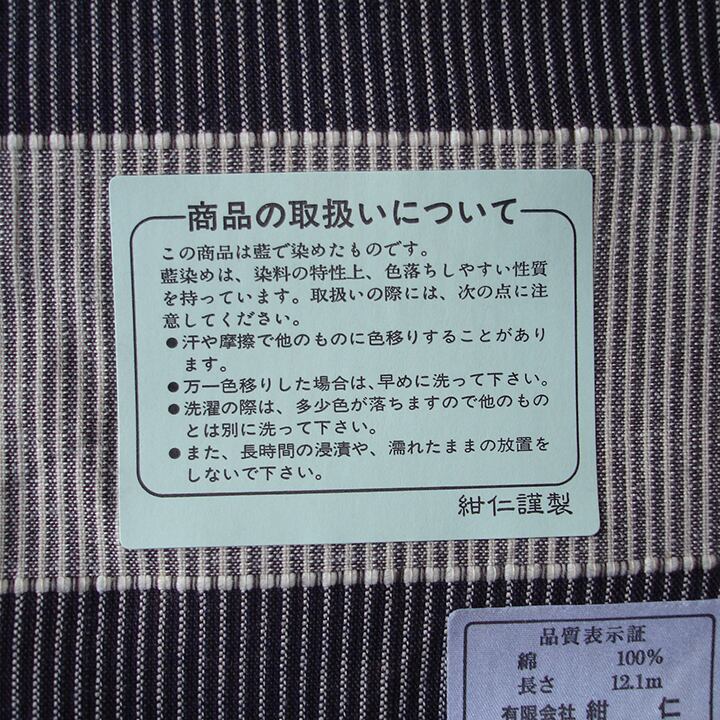 商品の取扱いについて
この商品は藍で染めたものです。
藍染めは、染料の特性上、色落ちしやすい性質
を持っています。取扱いの際には、次の点に注
意してください。
●汗や摩擦で他のものに色移りすることがあり
ます。
●万一色移りした場合は、早めに洗って下さい。
●洗濯の際は、多少色が落ちますので他のもの
とは別に洗って下さい。
●また、長時間の浸漬や、濡れたままの放置を
しないで下さい。
紺仁謹製
品質表示証
綿 100%
長さ 12.1m
有限会社 紺 仁